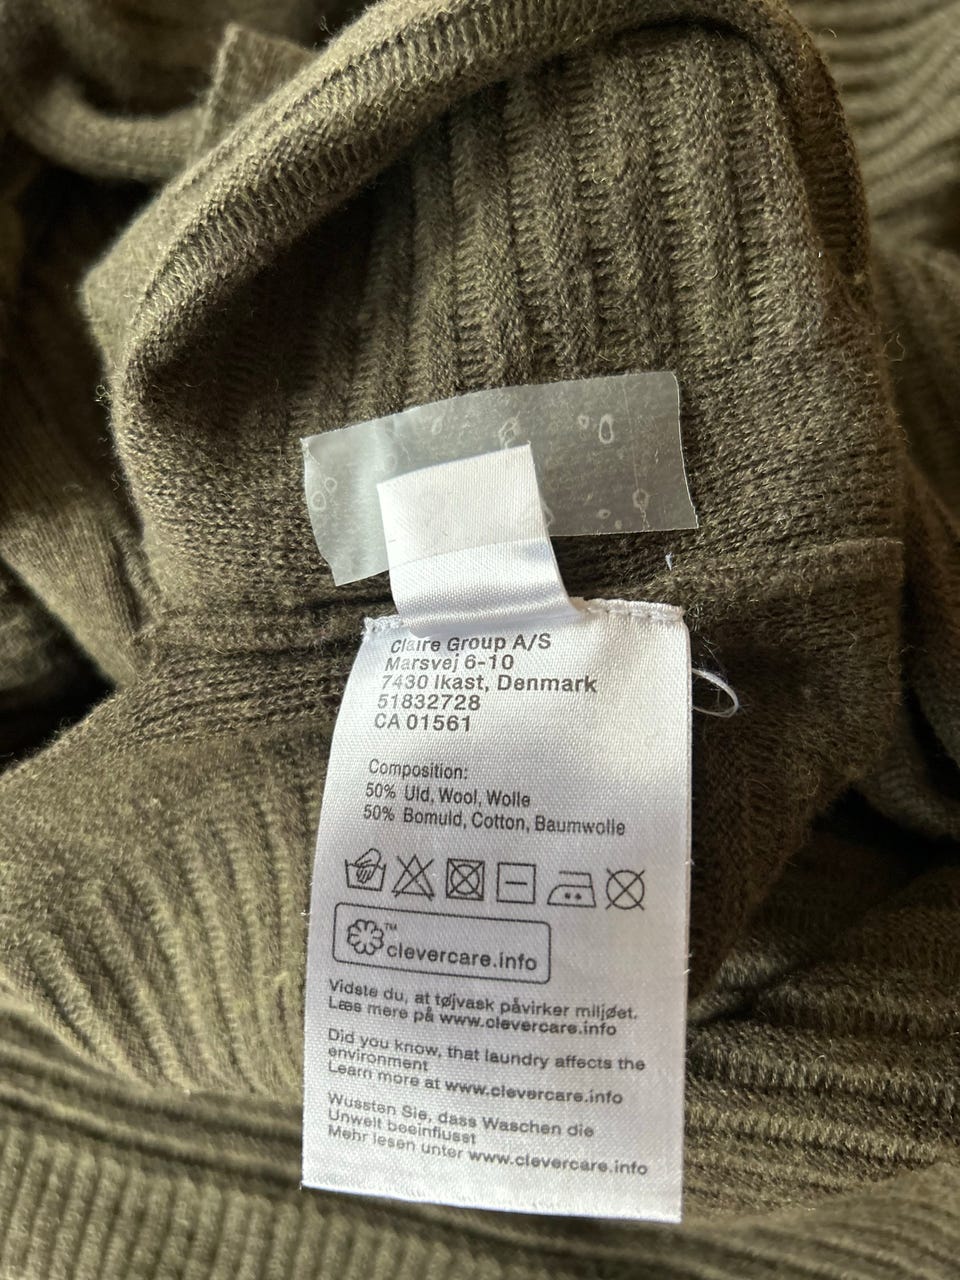 Claire Group A/S
Marsvej 6-10
7430 Ikast, Denmark
51832728
CA 01561
Composition:
50% Uld, Wool, Wolle
50% Bomuld, Cotton, Baumwolle
clevercare.info™
Vidste du, at tøjvask påvirker miljøet.
Læs mere på www.clevercare.info
Did you know, that laundry affects the
environment
Learn more at www.clevercare.info
Wussten Sie, dass Waschen die
Unwelt beeinflusst
Mehr lesen unter www.clevercare.info